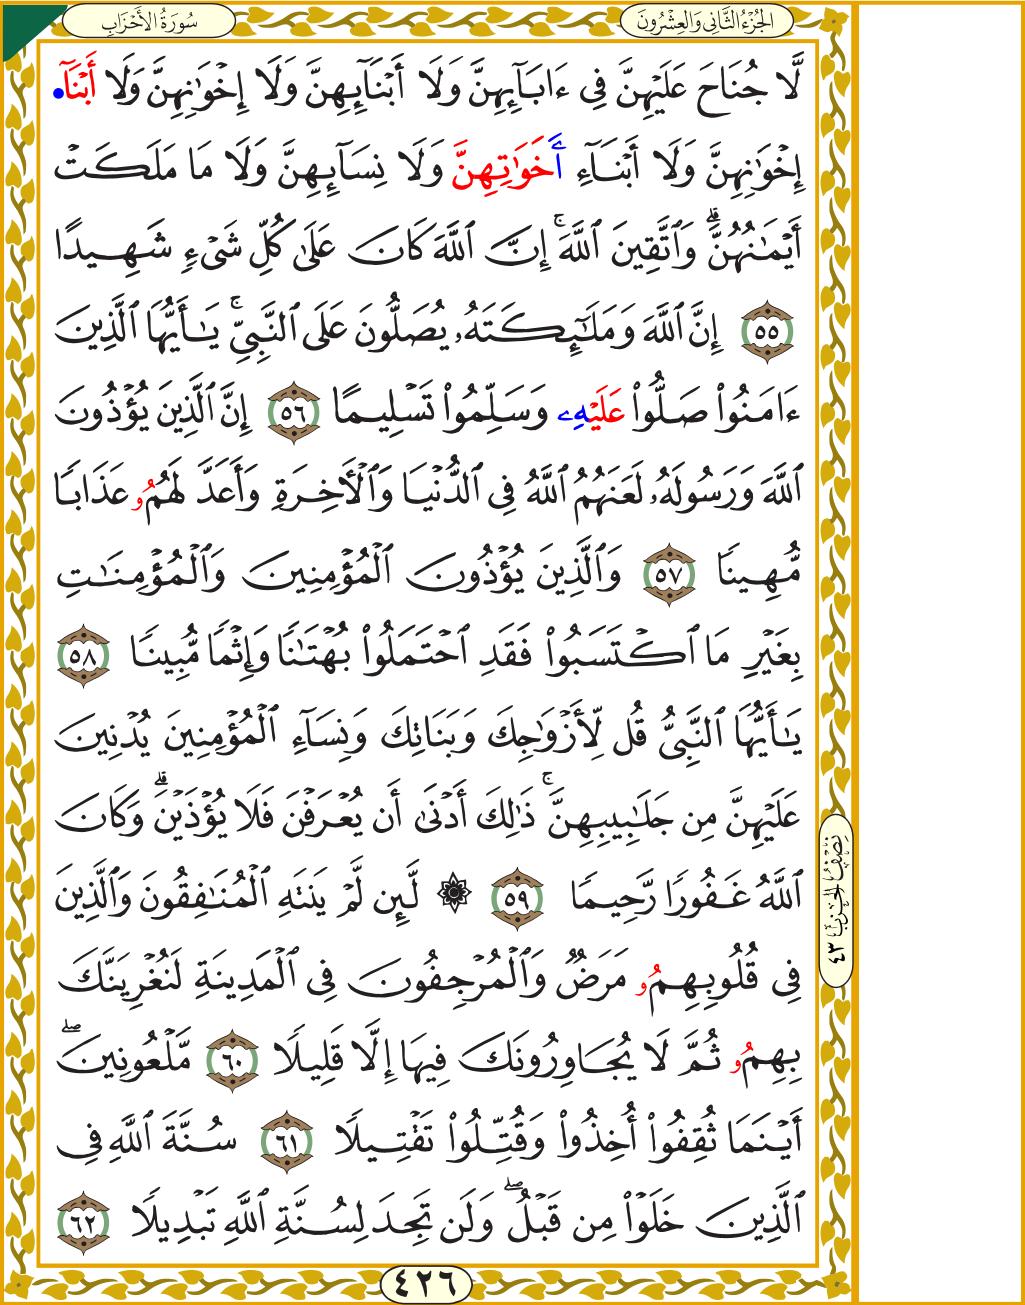 الجُزْءُ الثَّانِي وَالعِشْرُونَ
سُورَةُ الأَحْزَابِ
لَّا جُنَاحَ عَلَيْهِنَّ فِىٓ ءَابَآئِهِنَّ وَلَآ أَبْنَآئِهِنَّ وَلَآ إِخْوَٰنِهِنَّ وَلَآ أَبْنَآ
إِخْوَٰنِهِنَّ وَلَآ أَبْنَآءِ أَخَوَٰتِهِنَّ وَلَا نِسَآئِهِنَّ وَلَا مَا مَلَكَتْ
أَيْمَٰنُهُنَّ ۗ وَٱتَّقِينَ ٱللَّهَ ۚ إِنَّ ٱللَّهَ كَانَ عَلَىٰ كُلِّ شَىْءٍ شَهِيدًا
٥٥ إِنَّ ٱللَّهَ وَمَلَٰٓئِكَتَهُۥ يُصَلُّونَ عَلَى ٱلنَّبِىِّ ۚ يَٰٓأَيُّهَا ٱلَّذِينَ
ءَامَنُوا۟ صَلُّوا۟ عَلَيْهِۦ وَسَلِّمُوا۟ تَسْلِيمًا ٥٦ إِنَّ ٱلَّذِينَ يُؤْذُونَ
ٱللَّهَ وَرَسُولَهُۥ لَعَنَهُمُ ٱللَّهُ فِى ٱلدُّنْيَا وَٱلْأَخِرَةِ وَأَعَدَّ لَهُمُۥ عَذَابًا
مُّهِينًا ٥٧ وَٱلَّذِينَ يُؤْذُونَ ٱلْمُؤْمِنِينَ وَٱلْمُؤْمِنَٰتِ
بِغَيْرِ مَا ٱكْتَسَبُوا۟ فَقَدِ ٱحْتَمَلُوا۟ بُهْتَٰنًا وَإِثْمًا مُّبِينًا ٥٨
يَٰٓأَيُّهَا ٱلنَّبِىُّ قُل لِّأَزْوَٰجِكَ وَبَنَاتِكَ وَنِسَآءِ ٱلْمُؤْمِنِينَ يُدْنِينَ
عَلَيْهِنَّ مِن جَلَٰبِيبِهِنَّ ۚ ذَٰلِكَ أَدْنَىٰٓ أَن يُعْرَفْنَ فَلَا يُؤْذَيْنَ ۗ وَكَانَ
ٱللَّهُ غَفُورًا رَّحِيمًا ٥٩ ۞ لَّئِن لَّمْ يَنتَهِ ٱلْمُنَٰفِقُونَ وَٱلَّذِينَ
فِى قُلُوبِهِمُۥ مَرَضٌ وَٱلْمُرْجِفُونَ فِى ٱلْمَدِينَةِ لَنُغْرِيَنَّكَ
بِهِمُۥ ثُمَّ لَا يُجَاوِرُونَكَ فِيهَآ إِلَّا قَلِيلًا ٦٠ مَّلْعُونِينَ ۖ
أَيْنَمَا ثُقِفُوٓا۟ أُخِذُوا۟ وَقُتِّلُوا۟ تَقْتِيلًا ٦١ سُنَّةَ ٱللَّهِ فِى
ٱلَّذِينَ خَلَوْا۟ مِن قَبْلُ ۖ وَلَن تَجِدَ لِسُنَّةِ ٱللَّهِ تَبْدِيلًا ٦٢
نِصْفُ الحِزْبِ ٤٣
٤٢٦